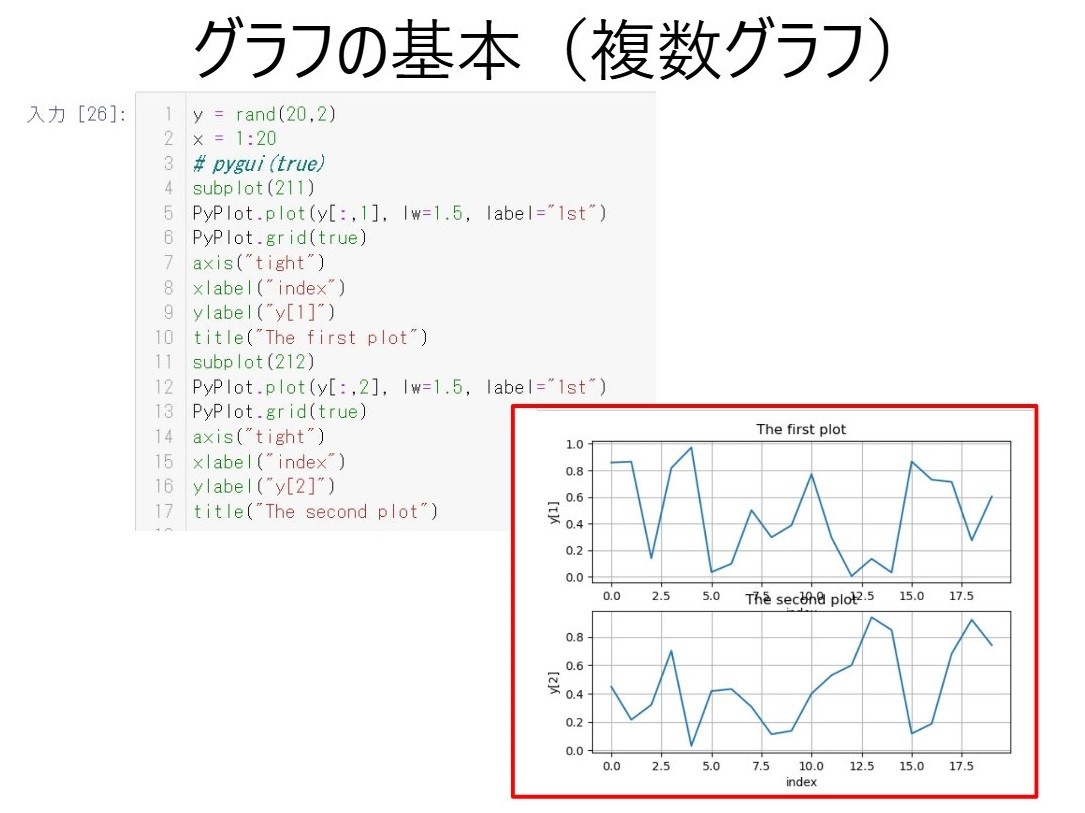 グラフの基本（複数グラフ）
入力 [26]:
1 y = rand(20,2)
2 x = 1:20
3 # pygui(true)
4 subplot(211)
5 PyPlot.plot(y[:,1], lw=1.5, label="1st")
6 PyPlot.grid(true)
7 axis("tight")
8 xlabel("index")
9 ylabel("y[1]")
10 title("The first plot")
11 subplot(212)
12 PyPlot.plot(y[:,2], lw=1.5, label="1st")
13 PyPlot.grid(true)
14 axis("tight")
15 xlabel("index")
16 ylabel("y[2]")
17 title("The second plot")
The first plot
1.0
0.8
0.6
0.4
0.2
0.0
y[1]
0.0 2.5 5.0 7.5 10.0 12.5 15.0 17.5
index
The second plot
0.8
0.6
0.4
0.2
0.0
y[2]
0.0 2.5 5.0 7.5 10.0 12.5 15.0 17.5
index